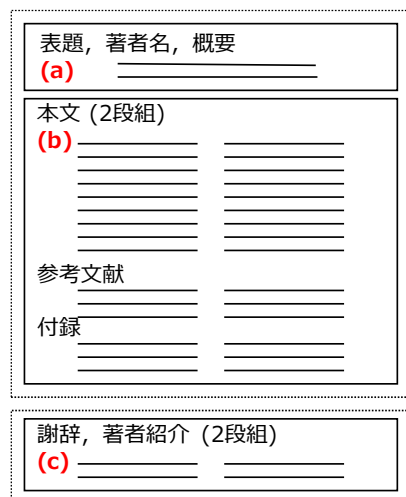 表題，著者名，概要
(a)
本文 (2段組)
(b)
参考文献
付録
謝辞，著者紹介 (2段組)
(c)